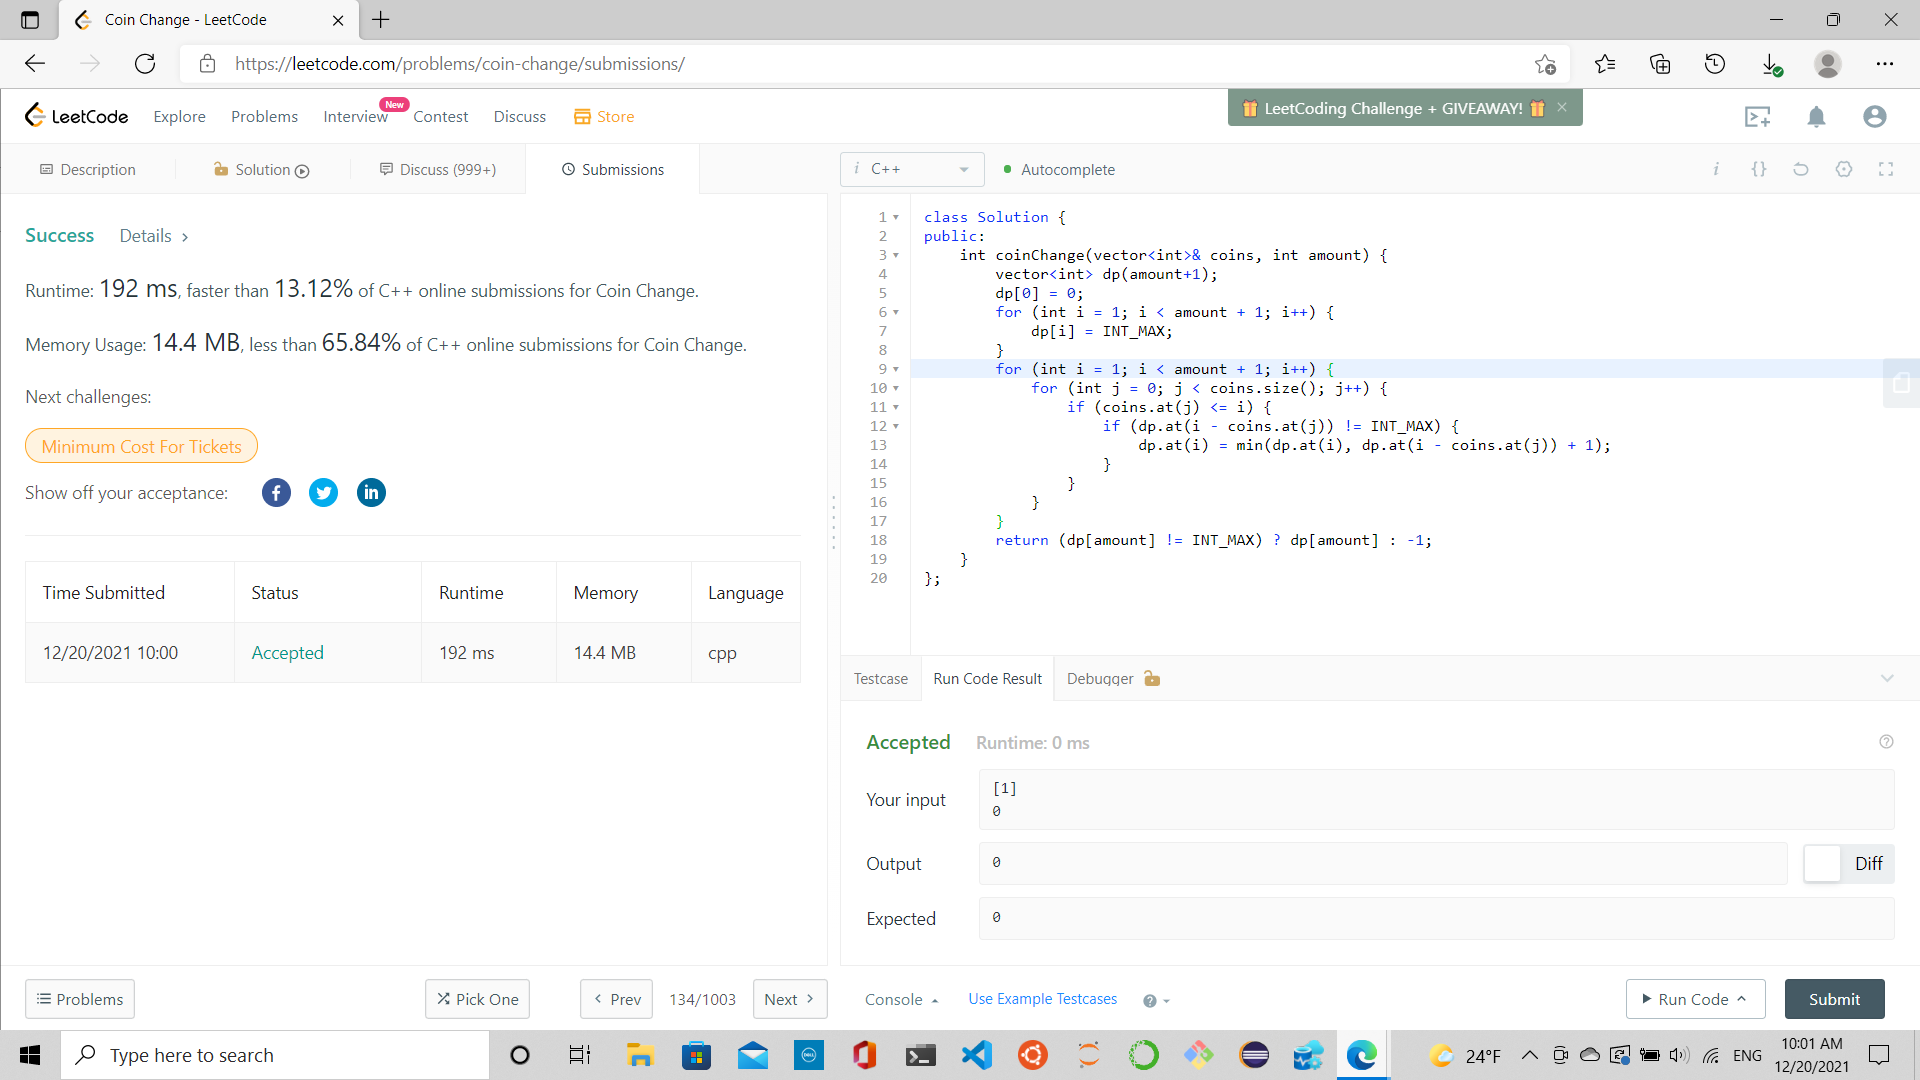 Coin Change - LeetCode
https://leetcode.com/problems/coin-change/submissions/
LeetCode Explore Problems Interview New Contest Discuss Store
LeetCoding Challenge + GIVEAWAY!
Description Solution Discuss (999+) Submissions
i C++ Autocomplete i {}
Success Details >
Runtime: 192 ms, faster than 13.12% of C++ online submissions for Coin Change.
Memory Usage: 14.4 MB, less than 65.84% of C++ online submissions for Coin Change.
Next challenges:
Minimum Cost For Tickets
Show off your acceptance:
Time Submitted Status Runtime Memory Language
12/20/2021 10:00 Accepted 192 ms 14.4 MB cpp
1 class Solution {
2 public:
3     int coinChange(vector<int>& coins, int amount) {
4         vector<int> dp(amount+1);
5         dp[0] = 0;
6         for (int i = 1; i < amount + 1; i++) {
7             dp[i] = INT_MAX;
8         }
9         for (int i = 1; i < amount + 1; i++) {
10             for (int j = 0; j < coins.size(); j++) {
11                 if (coins.at(j) <= i) {
12                     if (dp.at(i - coins.at(j)) != INT_MAX) {
13                         dp.at(i) = min(dp.at(i), dp.at(i - coins.at(j)) + 1);
14                     }
15                 }
16             }
17         }
18         return (dp[amount] != INT_MAX) ? dp[amount] : -1;
19     }
20 };
Testcase Run Code Result Debugger
Accepted Runtime: 0 ms
Your input
[1]
0
Output 0 Diff
Expected 0
Problems Pick One < Prev 134/1003 Next >
Console Use Example Testcases Run Code Submit
Type here to search
24°F ENG
10:01 AM
12/20/2021